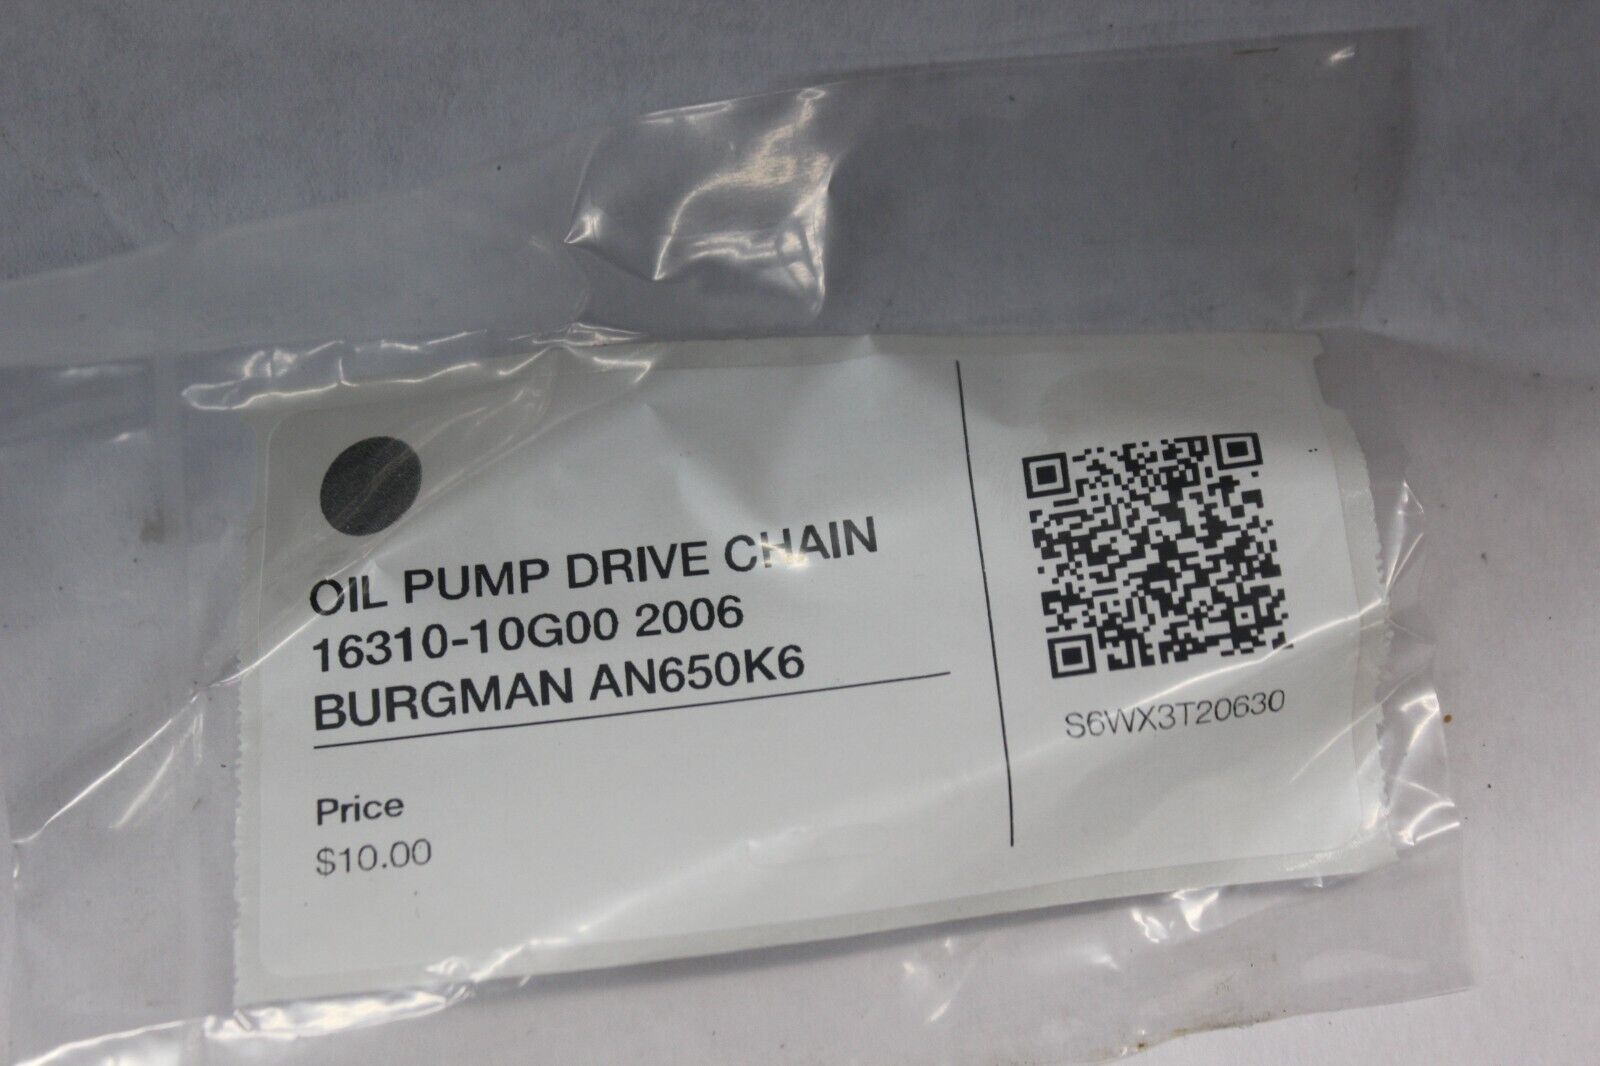 OIL PUMP DRIVE CHAIN
16310-10G00 2006
BURGMAN AN650K6
Price
$10.00
S6WX3T20630